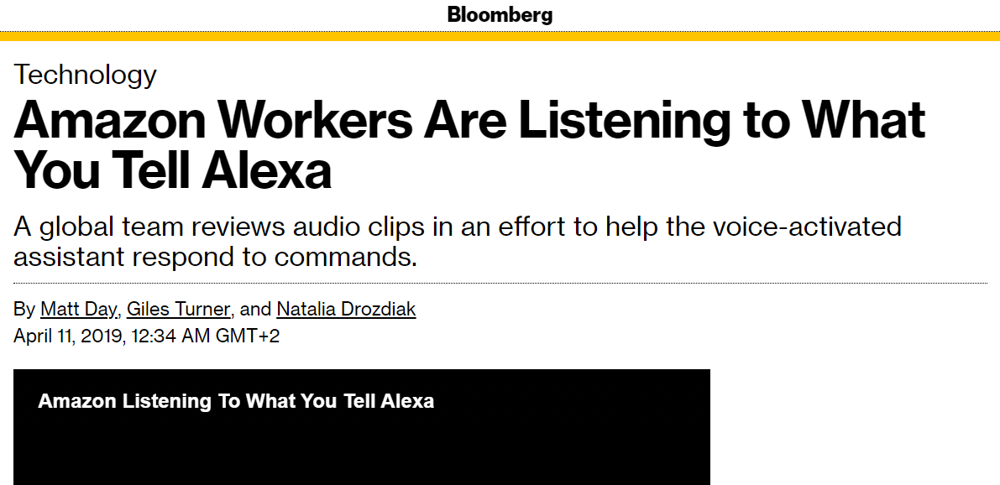 Bloomberg
Technology
Amazon Workers Are Listening to What
You Tell Alexa
A global team reviews audio clips in an effort to help the voice-activated
assistant respond to commands.
By Matt Day, Giles Turner, and Natalia Drozdiak
April 11, 2019, 12:34 AM GMT+2
Amazon Listening To What You Tell Alexa